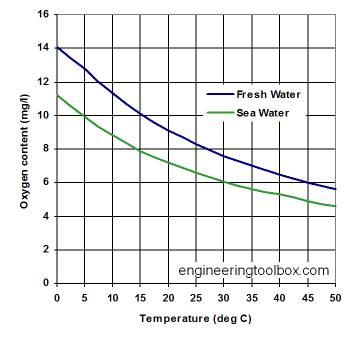 16
14
12
10
8
6
4
2
0
Oxygen content (mg/l)
Fresh Water
Sea Water
engineeringtoolbox.com
0 5 10 15 20 25 30 35 40 45 50
Temperature (deg C)